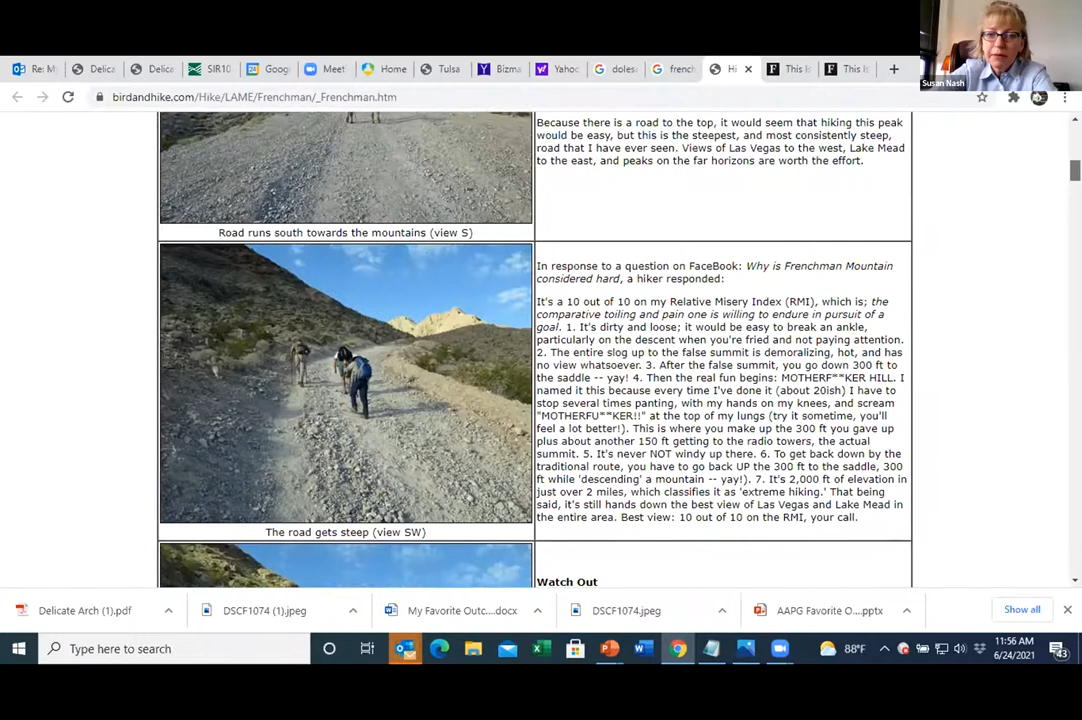 Susan Nash
Re: My
Delica
Delica
SIR10
Goog
Meet
Home
Tulsa
Bizma
Yahoc
doles
french
Hi
This Is
This Is
birdandhike.com/Hike/LAME/Frenchman/_Frenchman.htm
Because there is a road to the top, it would seem that hiking this peak
would be easy, but this is the steepest, and most consistently steep,
road that I have ever seen. Views of Las Vegas to the west, Lake Mead
to the east, and peaks on the far horizons are worth the effort.
Road runs south towards the mountains (view S)
In response to a question on FaceBook: Why is Frenchman Mountain
considered hard, a hiker responded:
It's a 10 out of 10 on my Relative Misery Index (RMI), which is; the
comparative toiling and pain one is willing to endure in pursuit of a
goal. 1. It's dirty and loose; it would be easy to break an ankle,
particularly on the descent when you're fried and not paying attention.
2. The entire slog up to the false summit is demoralizing, hot, and has
no view whatsoever. 3. After the false summit, you go down 300 ft to
the saddle -- yay! 4. Then the real fun begins: MOTHERF**KER HILL. I
named it this because every time I've done it (about 20ish) I have to
stop several times panting, with my hands on my knees, and scream
"MOTHERFU**KER!!" at the top of my lungs (try it sometime, you'll
feel a lot better!). This is where you make up the 300 ft you gave up
plus about another 150 ft getting to the radio towers, the actual
summit. 5. It's never NOT windy up there. 6. To get back down by the
traditional route, you have to go back UP the 300 ft to the saddle, 300
ft while 'descending' a mountain -- yay!). 7. It's 2,000 ft of elevation in
just over 2 miles, which classifies it as 'extreme hiking.' That being
said, it's still hands down the best view of Las Vegas and Lake Mead in
the entire area. Best view: 10 out of 10 on the RMI, your call.
The road gets steep (view SW)
Watch Out
Delicate Arch (1).pdf
DSCF1074 (1).jpeg
My Favorite Outc....docx
DSCF1074.jpeg
AAPG Favorite O....pptx
Show all
Type here to search
88°F
11:56 AM
6/24/2021
43